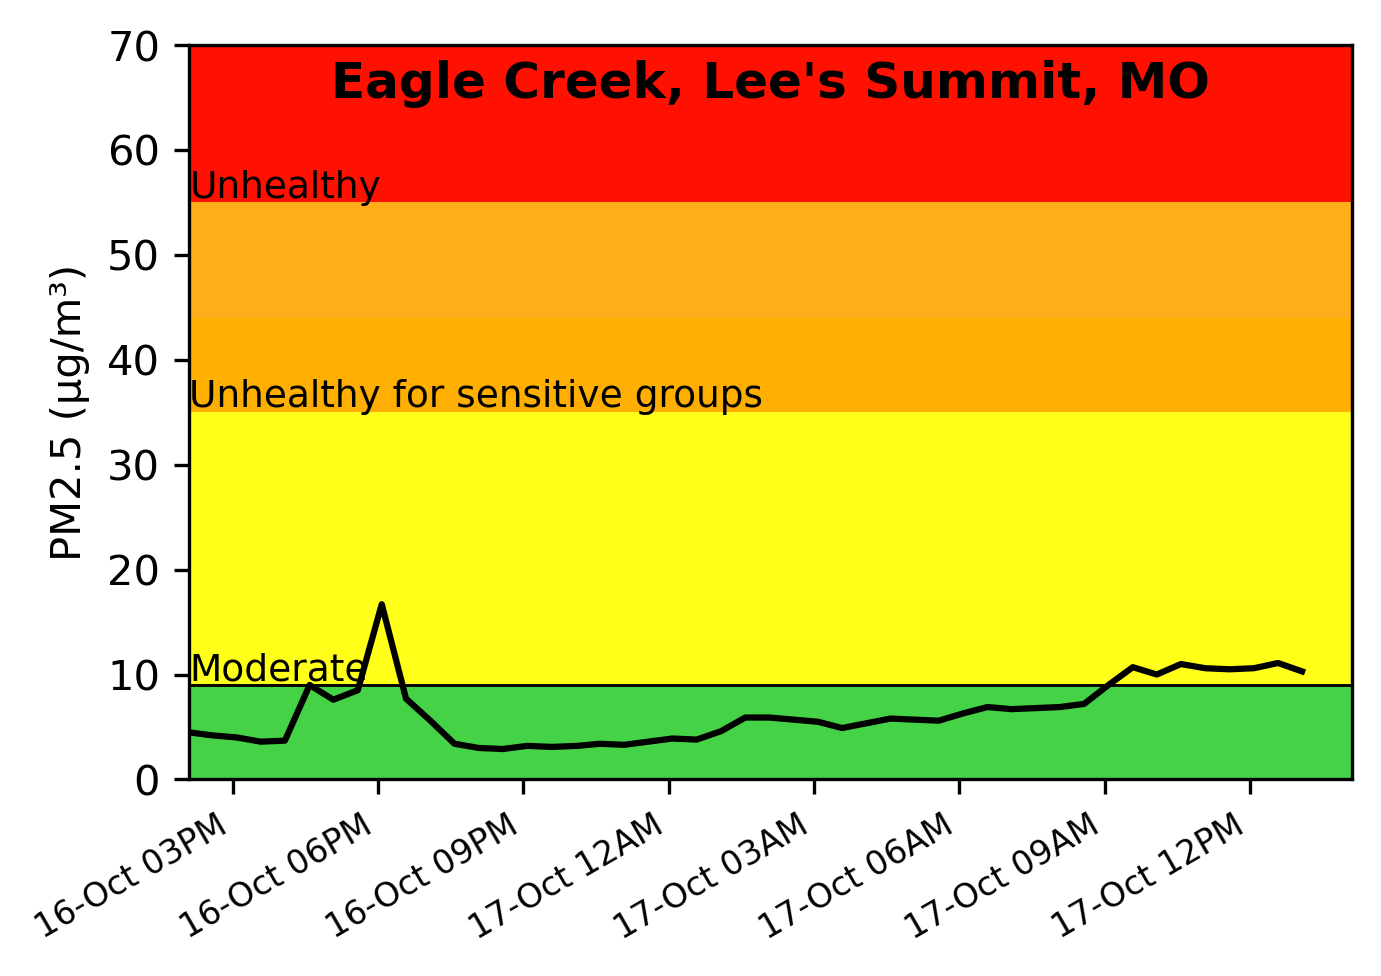 Eagle Creek, Lee's Summit, MO
PM2.5 (µg/m³)
70
60
50
40
30
20
10
0
Unhealthy
Unhealthy for sensitive groups
Moderate
16-Oct 03PM
16-Oct 06PM
16-Oct 09PM
17-Oct 12AM
17-Oct 03AM
17-Oct 06AM
17-Oct 09AM
17-Oct 12PM